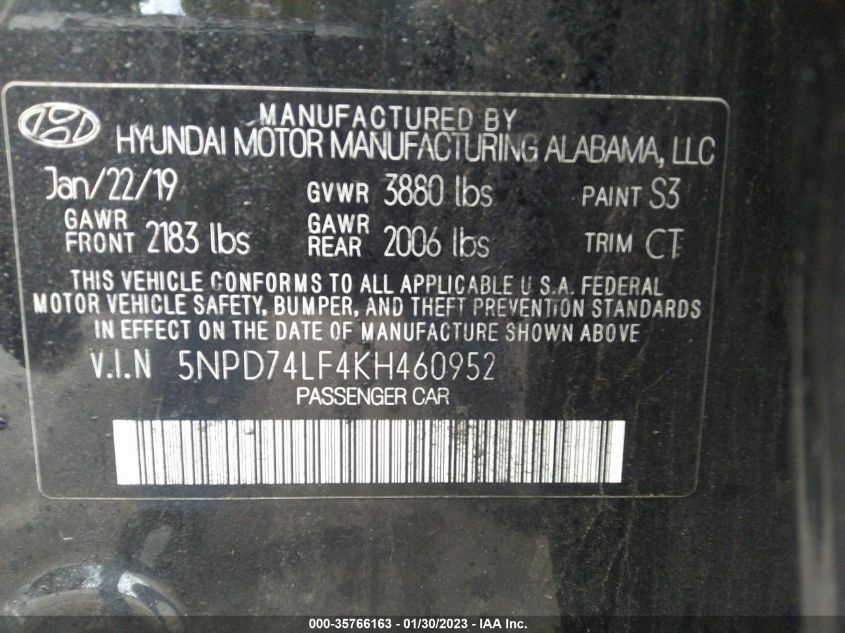 MANUFACTURED BY
HYUNDAI MOTOR MANUFACTURING ALABAMA, LLC
Jan/22/19 GVWR 3880 lbs PAINT S3
GAWR FRONT 2183 lbs GAWR REAR 2006 lbs TRIM CT
THIS VEHICLE CONFORMS TO ALL APPLICABLE U S.A. FEDERAL
MOTOR VEHICLE SAFETY, BUMPER, AND THEFT PREVENTION STANDARDS
IN EFFECT ON THE DATE OF MANUFACTURE SHOWN ABOVE
V.I.N 5NPD74LF4KH460952
PASSENGER CAR
000-35766163 - 01/30/2023 - IAA Inc.